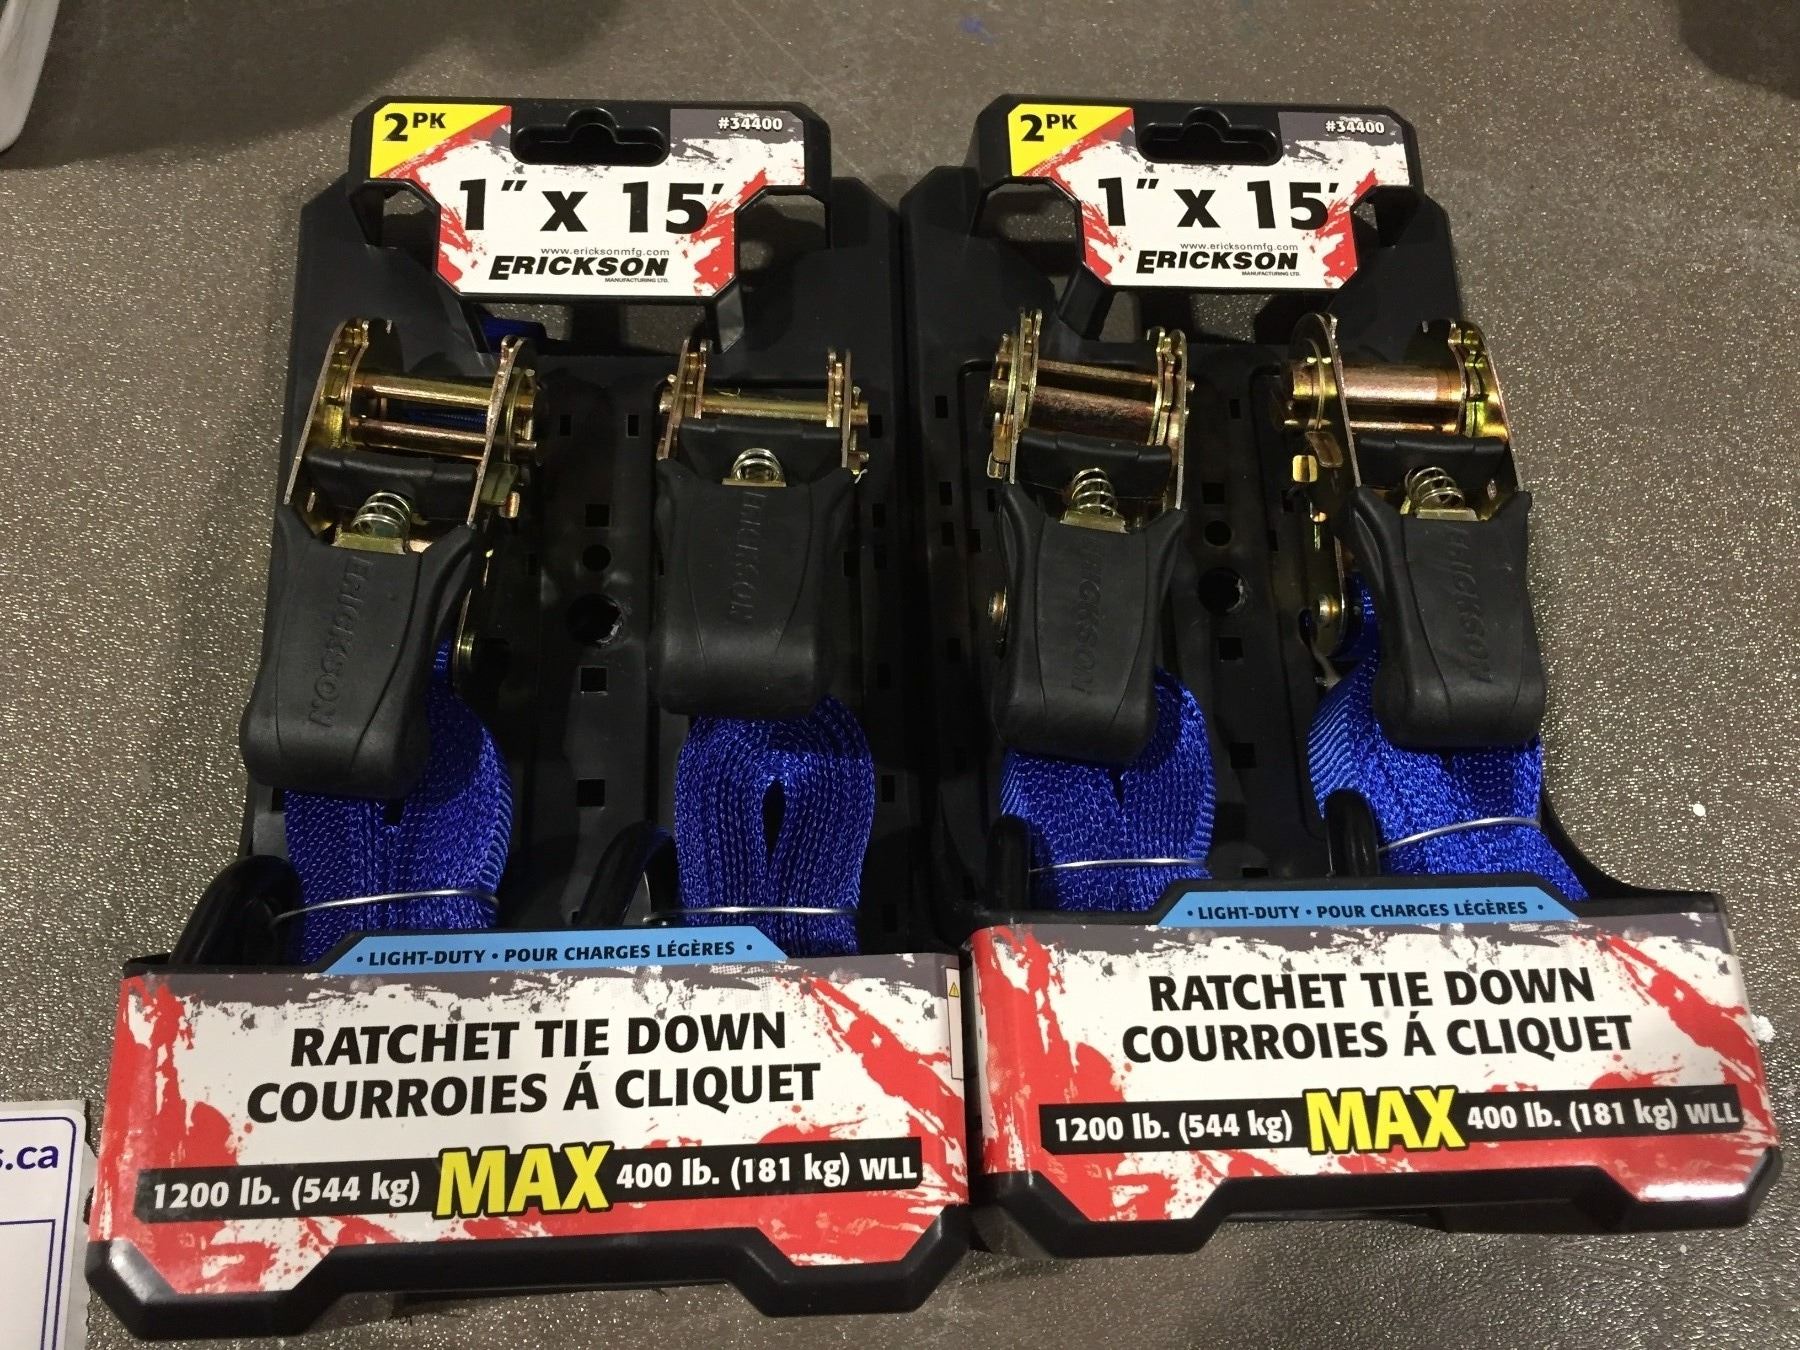 2PK
#34400
1" x 15'
www.ericksonmfg.com
ERICKSON
MANUFACTURING LTD.
ERICKSON
ERICKSON
• LIGHT-DUTY • POUR CHARGES LÉGÈRES •
RATCHET TIE DOWN
COURROIES Á CLIQUET
1200 lb. (544 kg) MAX 400 lb. (181 kg) WLL
2PK
#34400
1" x 15'
www.ericksonmfg.com
ERICKSON
MANUFACTURING LTD.
ERICKSON
ERICKSON
• LIGHT-DUTY • POUR CHARGES LÉGÈRES •
RATCHET TIE DOWN
COURROIES Á CLIQUET
1200 lb. (544 kg) MAX 400 lb. (181 kg) WLL
s.ca